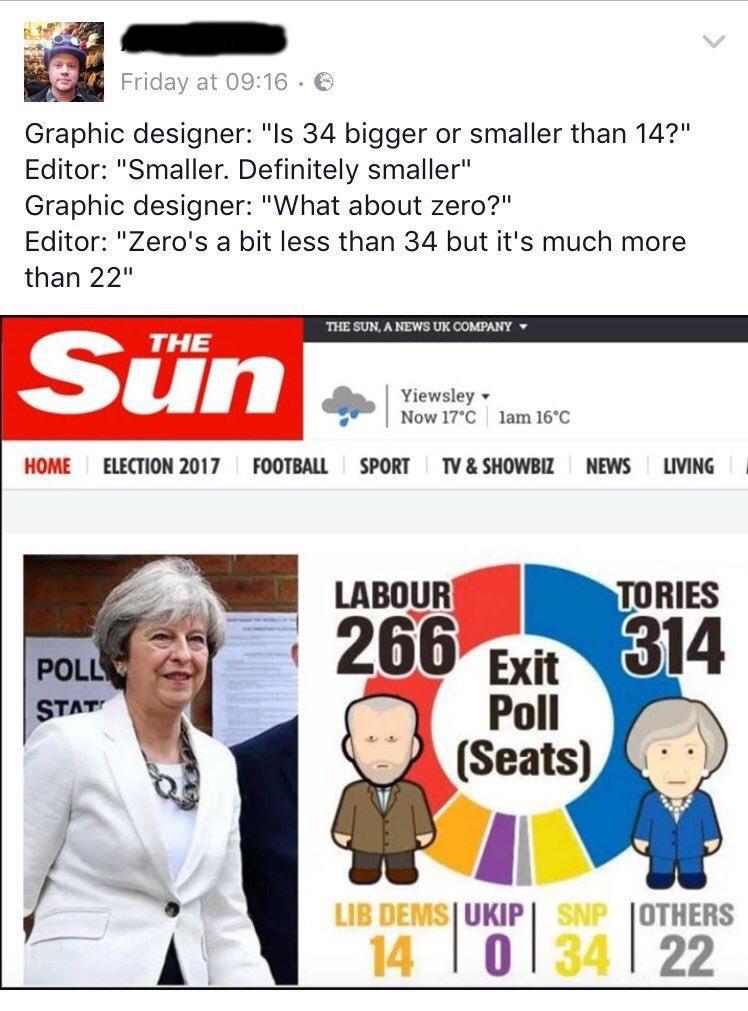 Friday at 09:16 ·
Graphic designer: "Is 34 bigger or smaller than 14?"
Editor: "Smaller. Definitely smaller"
Graphic designer: "What about zero?"
Editor: "Zero's a bit less than 34 but it's much more
than 22"
THE SUN, A NEWS UK COMPANY
THE
Sun
Yiewsley
Now 17°C 1am 16°C
HOME ELECTION 2017 FOOTBALL SPORT TV & SHOWBIZ NEWS LIVING
POLL
STAT
LABOUR
266
TORIES
314
Exit
Poll
(Seats)
LIB DEMS UKIP SNP OTHERS
14 0 34 22